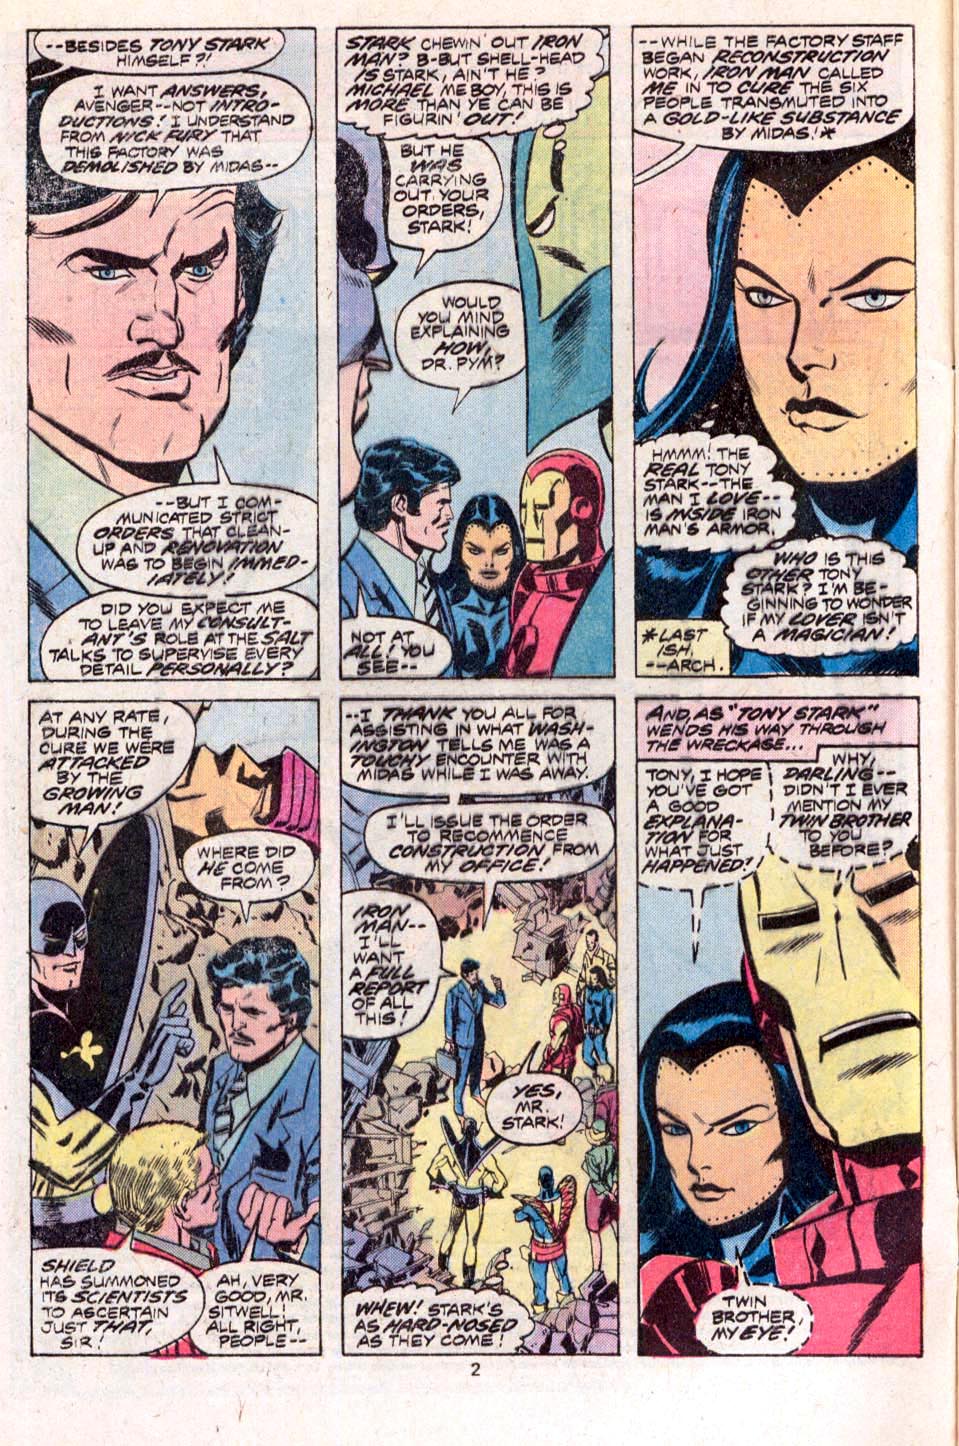 --BESIDES TONY STARK
HIMSELF?!
I WANT ANSWERS,
AVENGER--NOT INTRO-
DUCTIONS! I UNDERSTAND
FROM NICK FURY THAT
THIS FACTORY WAS
DEMOLISHED BY MIDAS--
--BUT I COM-
MUNICATED STRICT
ORDERS THAT CLEAN-
UP AND RENOVATION
WAS TO BEGIN IMMED-
IATELY!
DID YOU EXPECT ME
TO LEAVE MY CONSULT-
ANT'S ROLE AT THE SALT
TALKS TO SUPERVISE EVERY
DETAIL PERSONALLY?
STARK CHEWIN' OUT IRON
MAN? B-BUT SHELL-HEAD
IS STARK, AIN'T HE?
MICHAEL ME BOY, THIS IS
MORE THAN YE CAN BE
FIGURIN' OUT!
BUT HE
WAS
CARRYING
OUT YOUR
ORDERS,
STARK!
WOULD
YOU MIND
EXPLAINING
HOW,
DR. PYM?
NOT AT
ALL! YOU
SEE--
--WHILE THE FACTORY STAFF
BEGAN RECONSTRUCTION
WORK, IRON MAN CALLED
ME IN TO CURE THE SIX
PEOPLE TRANSMUTED INTO
A GOLD-LIKE SUBSTANCE
BY MIDAS!*
HMMM! THE
REAL TONY
STARK--THE
MAN I LOVE--
IS INSIDE IRON
MAN'S ARMOR.
WHO IS THIS
OTHER TONY
STARK? I'M BE-
GINNING TO WONDER
IF MY LOVER ISN'T
A MAGICIAN!
*LAST
ISH.
--ARCH.
AT ANY RATE,
DURING THE
CURE WE WERE
ATTACKED
BY THE
GROWING
MAN!
WHERE DID
HE COME
FROM?
SHIELD
HAS SUMMONED
ITS SCIENTISTS
TO ASCERTAIN
JUST THAT,
SIR!
AH, VERY
GOOD, MR.
SITWELL!
ALL RIGHT,
PEOPLE--
--I THANK YOU ALL FOR
ASSISTING IN WHAT WASH-
INGTON TELLS ME WAS A
TOUCHY ENCOUNTER WITH
MIDAS WHILE I WAS AWAY.
I'LL ISSUE THE ORDER
TO RECOMMENCE
CONSTRUCTION FROM
MY OFFICE!
IRON
MAN--
I'LL
WANT
A FULL
REPORT
OF ALL
THIS!
YES,
MR.
STARK!
WHEW! STARK'S
AS HARD-NOSED
AS THEY COME!
AND, AS "TONY STARK"
WENDS HIS WAY THROUGH
THE WRECKAGE...
TONY, I HOPE
YOU'VE GOT
A GOOD
EXPLANA-
TION FOR
WHAT JUST
HAPPENED!
WHY,
DARLING--
DIDN'T I EVER
MENTION MY
TWIN BROTHER
TO YOU
BEFORE?
TWIN
BROTHER,
MY EYE!
2